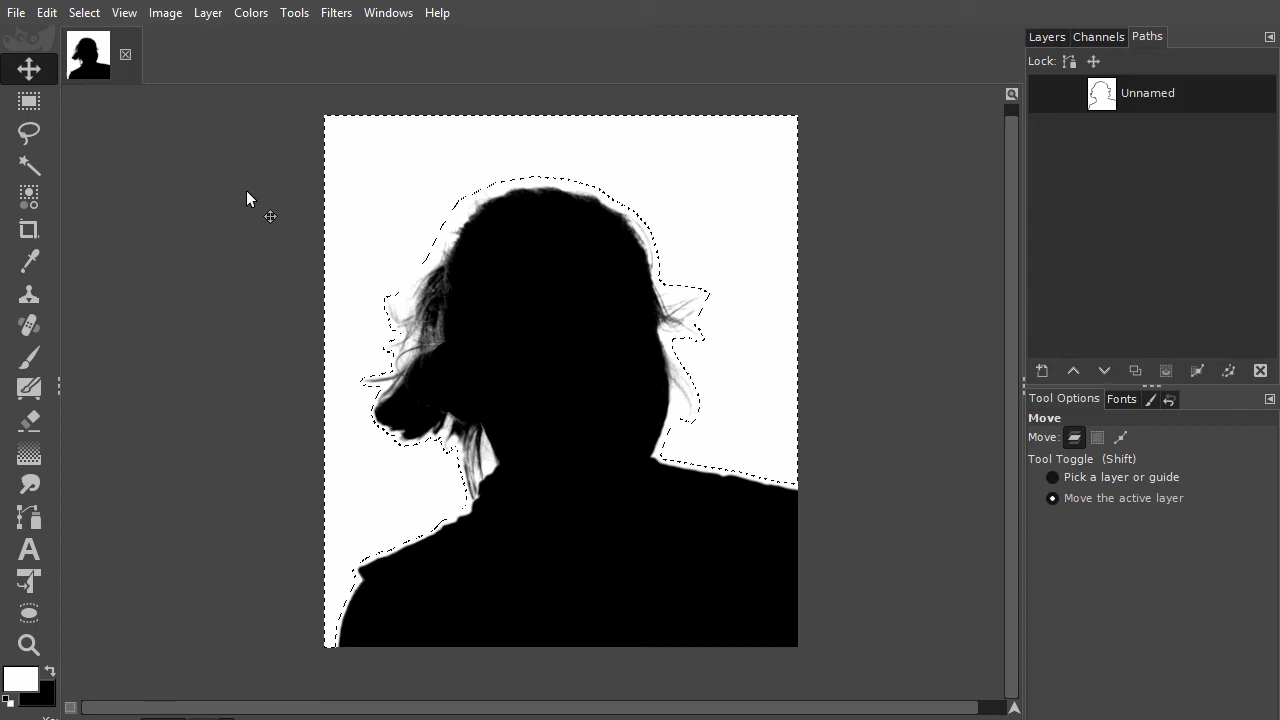 File Edit Select View Image Layer Colors Tools Filters Windows Help
Layers Channels Paths
Lock:
Unnamed
Tool Options Fonts
Move
Move:
Tool Toggle (Shift)
Pick a layer or guide
Move the active layer